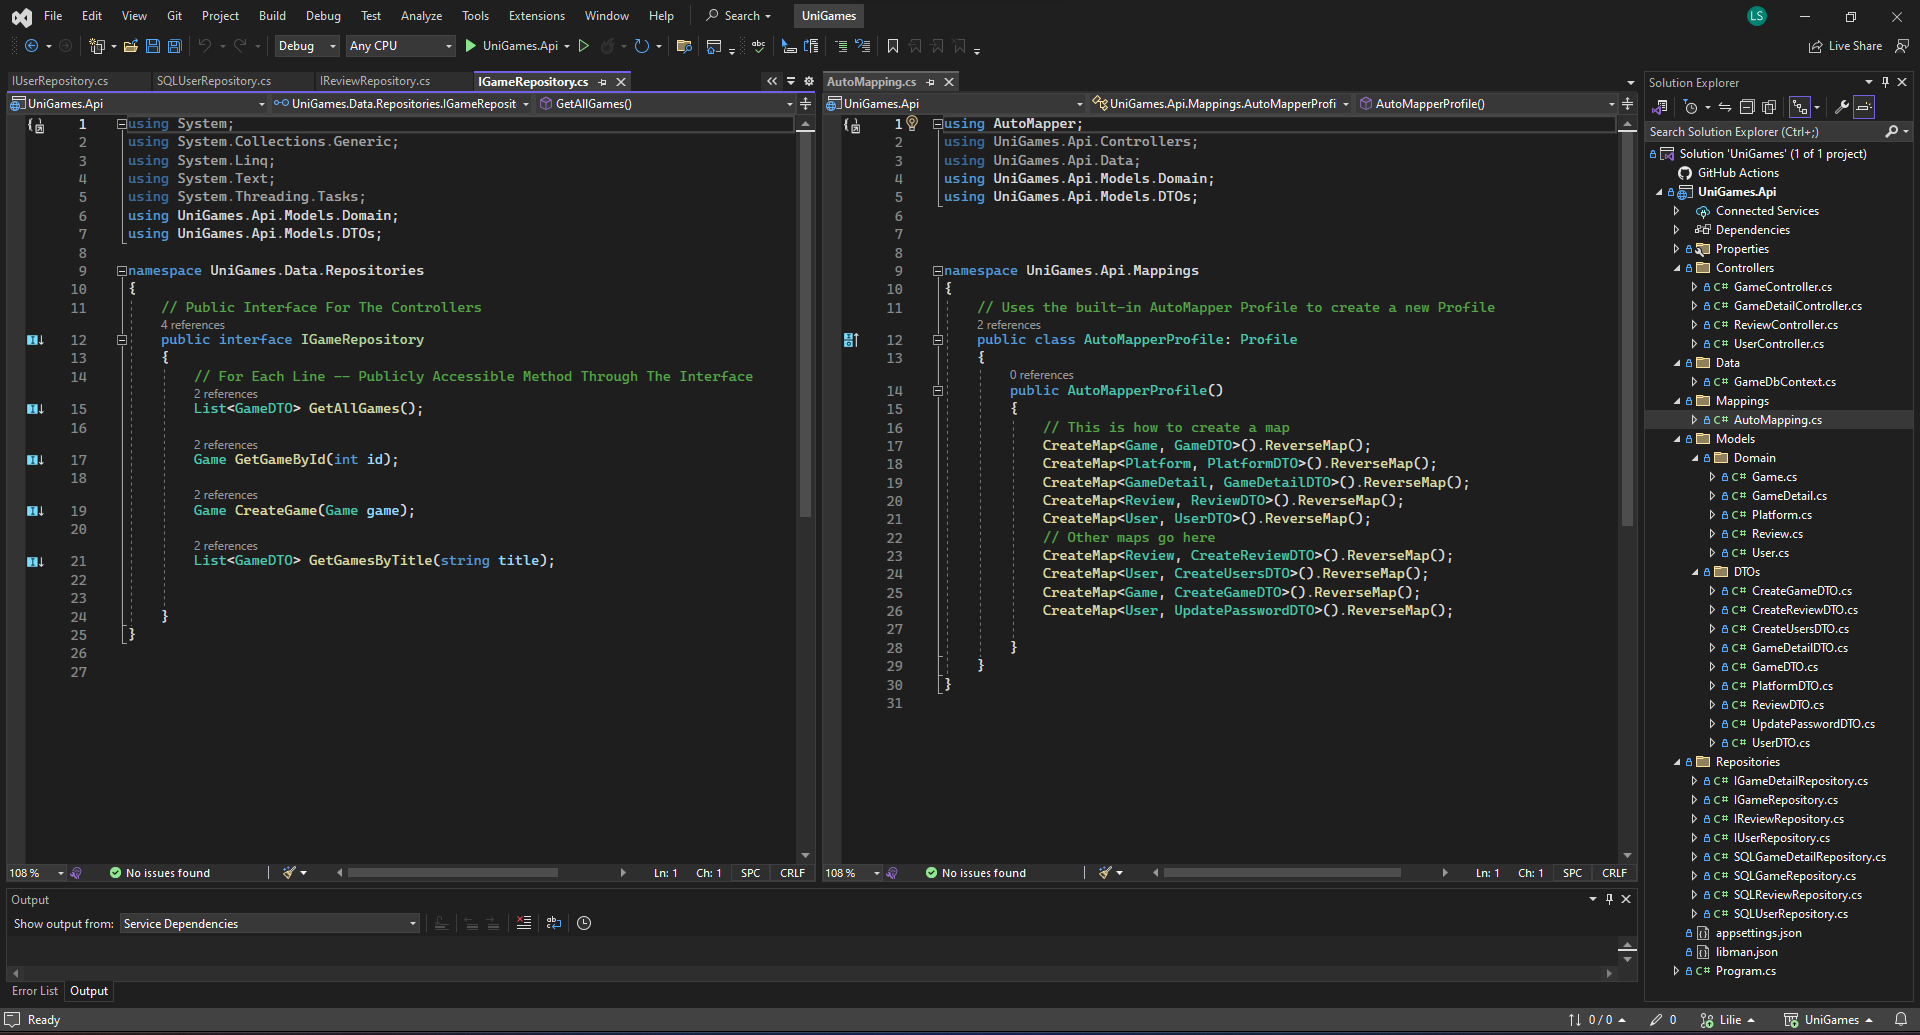 File Edit View Git Project Build Debug Test Analyze Tools Extensions Window Help Search UniGames LS
Debug Any CPU UniGames.Api Live Share
IUserRepository.cs SQLUserRepository.cs IReviewRepository.cs IGameRepository.cs
UniGames.Api UniGames.Data.Repositories.IGameReposit GetAllGames()
1 using System;
2 using System.Collections.Generic;
3 using System.Linq;
4 using System.Text;
5 using System.Threading.Tasks;
6 using UniGames.Api.Models.Domain;
7 using UniGames.Api.Models.DTOs;
8
9 namespace UniGames.Data.Repositories
10 {
11 // Public Interface For The Controllers
4 references
12 public interface IGameRepository
13 {
14 // For Each Line -- Publicly Accessible Method Through The Interface
2 references
15 List<GameDTO> GetAllGames();
16
2 references
17 Game GetGameById(int id);
18
2 references
19 Game CreateGame(Game game);
20
2 references
21 List<GameDTO> GetGamesByTitle(string title);
22
23
24 }
25 }
26
27
108 % No issues found Ln: 1 Ch: 1 SPC CRLF
AutoMapping.cs
UniGames.Api UniGames.Api.Mappings.AutoMapperProfi AutoMapperProfile()
1 using AutoMapper;
2 using UniGames.Api.Controllers;
3 using UniGames.Api.Data;
4 using UniGames.Api.Models.Domain;
5 using UniGames.Api.Models.DTOs;
6
7
8
9 namespace UniGames.Api.Mappings
10 {
11 // Uses the built-in AutoMapper Profile to create a new Profile
2 references
12 public class AutoMapperProfile: Profile
13 {
0 references
14 public AutoMapperProfile()
15 {
16 // This is how to create a map
17 CreateMap<Game, GameDTO>().ReverseMap();
18 CreateMap<Platform, PlatformDTO>().ReverseMap();
19 CreateMap<GameDetail, GameDetailDTO>().ReverseMap();
20 CreateMap<Review, ReviewDTO>().ReverseMap();
21 CreateMap<User, UserDTO>().ReverseMap();
22 // Other maps go here
23 CreateMap<Review, CreateReviewDTO>().ReverseMap();
24 CreateMap<User, CreateUsersDTO>().ReverseMap();
25 CreateMap<Game, CreateGameDTO>().ReverseMap();
26 CreateMap<User, UpdatePasswordDTO>().ReverseMap();
27
28 }
29 }
30 }
31
108 % No issues found Ln: 1 Ch: 1 SPC CRLF
Solution Explorer
Search Solution Explorer (Ctrl+;)
Solution 'UniGames' (1 of 1 project)
GitHub Actions
UniGames.Api
Connected Services
Dependencies
Properties
Controllers
C# GameController.cs
C# GameDetailController.cs
C# ReviewController.cs
C# UserController.cs
Data
C# GameDbContext.cs
Mappings
C# AutoMapping.cs
Models
Domain
C# Game.cs
C# GameDetail.cs
C# Platform.cs
C# Review.cs
C# User.cs
DTOs
C# CreateGameDTO.cs
C# CreateReviewDTO.cs
C# CreateUsersDTO.cs
C# GameDetailDTO.cs
C# GameDTO.cs
C# PlatformDTO.cs
C# ReviewDTO.cs
C# UpdatePasswordDTO.cs
C# UserDTO.cs
Repositories
C# IGameDetailRepository.cs
C# IGameRepository.cs
C# IReviewRepository.cs
C# IUserRepository.cs
C# SQLGameDetailRepository.cs
C# SQLGameRepository.cs
C# SQLReviewRepository.cs
C# SQLUserRepository.cs
appsettings.json
libman.json
C# Program.cs
Output
Show output from: Service Dependencies
Error List Output
Ready 0 / 0 0 Lilie UniGames